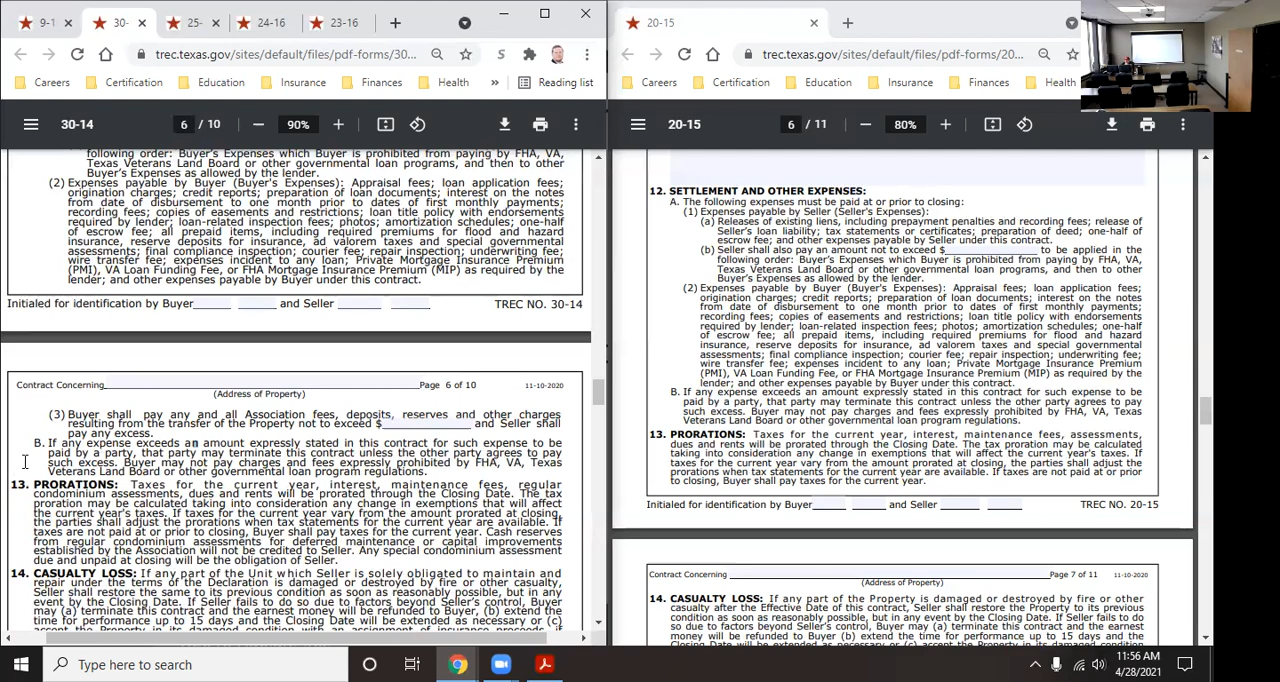 9-1
30-
25-
24-16
23-16
20-15
trec.texas.gov/sites/default/files/pdf-forms/30...
trec.texas.gov/sites/default/files/pdf-forms/20...
Careers Certification Education Insurance Finances Health » Reading list
Careers Certification Education Insurance Finances Health
30-14 6 / 10 90%
20-15 6 / 11 80%
following order: Buyer's Expenses which Buyer is prohibited from paying by FHA, VA,
Texas Veterans Land Board or other governmental loan programs, and then to other
Buyer's Expenses as allowed by the lender.
(2) Expenses payable by Buyer (Buyer's Expenses): Appraisal fees; loan application fees;
origination charges; credit reports; preparation of loan documents; interest on the notes
from date of disbursement to one month prior to dates of first monthly payments;
recording fees; copies of easements and restrictions; loan title policy with endorsements
required by lender; loan-related inspection fees; photos; amortization schedules; one-half
of escrow fee; all prepaid items, including required premiums for flood and hazard
insurance, reserve deposits for insurance, ad valorem taxes and special governmental
assessments; final compliance inspection; courier fee; repair inspection; underwriting fee;
wire transfer fee; expenses incident to any loan; Private Mortgage Insurance Premium
(PMI), VA Loan Funding Fee, or FHA Mortgage Insurance Premium (MIP) as required by the
lender; and other expenses payable by Buyer under this contract.
Initialed for identification by Buyer and Seller TREC NO. 30-14
Contract Concerning Page 6 of 10 11-10-2020
(Address of Property)
(3) Buyer shall pay any and all Association fees, deposits, reserves and other charges
resulting from the transfer of the Property not to exceed $ and Seller shall
pay any excess.
B. If any expense exceeds an amount expressly stated in this contract for such expense to be
paid by a party, that party may terminate this contract unless the other party agrees to pay
such excess. Buyer may not pay charges and fees expressly prohibited by FHA, VA, Texas
Veterans Land Board or other governmental loan program regulations.
13. PRORATIONS: Taxes for the current year, interest, maintenance fees, regular
condominium assessments, dues and rents will be prorated through the Closing Date. The tax
proration may be calculated taking into consideration any change in exemptions that will affect
the current year's taxes. If taxes for the current year vary from the amount prorated at closing,
the parties shall adjust the prorations when tax statements for the current year are available. If
taxes are not paid at or prior to closing, Buyer shall pay taxes for the current year. Cash reserves
from regular condominium assessments for deferred maintenance or capital improvements
established by the Association will not be credited to Seller. Any special condominium assessment
due and unpaid at closing will be the obligation of Seller.
14. CASUALTY LOSS: If any part of the Unit which Seller is solely obligated to maintain and
repair under the terms of the Declaration is damaged or destroyed by fire or other casualty,
Seller shall restore the same to its previous condition as soon as reasonably possible, but in any
event by the Closing Date. If Seller fails to do so due to factors beyond Seller's control, Buyer
may (a) terminate this contract and the earnest money will be refunded to Buyer, (b) extend the
time for performance up to 15 days and the Closing Date will be extended as necessary or (c)
accept the Property in its damaged condition with an assignment of insurance proceeds, if
12. SETTLEMENT AND OTHER EXPENSES:
A. The following expenses must be paid at or prior to closing:
(1) Expenses payable by Seller (Seller's Expenses):
(a) Releases of existing liens, including prepayment penalties and recording fees; release of
Seller's loan liability; tax statements or certificates; preparation of deed; one-half of
escrow fee; and other expenses payable by Seller under this contract.
(b) Seller shall also pay an amount not to exceed $ to be applied in the
following order: Buyer's Expenses which Buyer is prohibited from paying by FHA, VA,
Texas Veterans Land Board or other governmental loan programs, and then to other
Buyer's Expenses as allowed by the lender.
(2) Expenses payable by Buyer (Buyer's Expenses): Appraisal fees; loan application fees;
origination charges; credit reports; preparation of loan documents; interest on the notes
from date of disbursement to one month prior to dates of first monthly payments;
recording fees; copies of easements and restrictions; loan title policy with endorsements
required by lender; loan-related inspection fees; photos; amortization schedules; one-half
of escrow fee; all prepaid items, including required premiums for flood and hazard
insurance, reserve deposits for insurance, ad valorem taxes and special governmental
assessments; final compliance inspection; courier fee; repair inspection; underwriting fee;
wire transfer fee; expenses incident to any loan; Private Mortgage Insurance Premium
(PMI), VA Loan Funding Fee, or FHA Mortgage Insurance Premium (MIP) as required by the
lender; and other expenses payable by Buyer under this contract.
B. If any expense exceeds an amount expressly stated in this contract for such expense to be
paid by a party, that party may terminate this contract unless the other party agrees to pay
such excess. Buyer may not pay charges and fees expressly prohibited by FHA, VA, Texas
Veterans Land Board or other governmental loan program regulations.
13. PRORATIONS: Taxes for the current year, interest, maintenance fees, assessments,
dues and rents will be prorated through the Closing Date. The tax proration may be calculated
taking into consideration any change in exemptions that will affect the current year's taxes. If
taxes for the current year vary from the amount prorated at closing, the parties shall adjust the
prorations when tax statements for the current year are available. If taxes are not paid at or prior
to closing, Buyer shall pay taxes for the current year.
Initialed for identification by Buyer and Seller TREC NO. 20-15
Contract Concerning Page 7 of 11 11-10-2020
(Address of Property)
14. CASUALTY LOSS: If any part of the Property is damaged or destroyed by fire or other
casualty after the Effective Date of this contract, Seller shall restore the Property to its previous
condition as soon as reasonably possible, but in any event by the Closing Date. If Seller fails to do
so due to factors beyond Seller's control, Buyer may (a) terminate this contract and the earnest
money will be refunded to Buyer (b) extend the time for performance up to 15 days and the
Closing Date will be extended as necessary or (c) accept the Property in its damaged
Type here to search
11:56 AM
4/28/2021